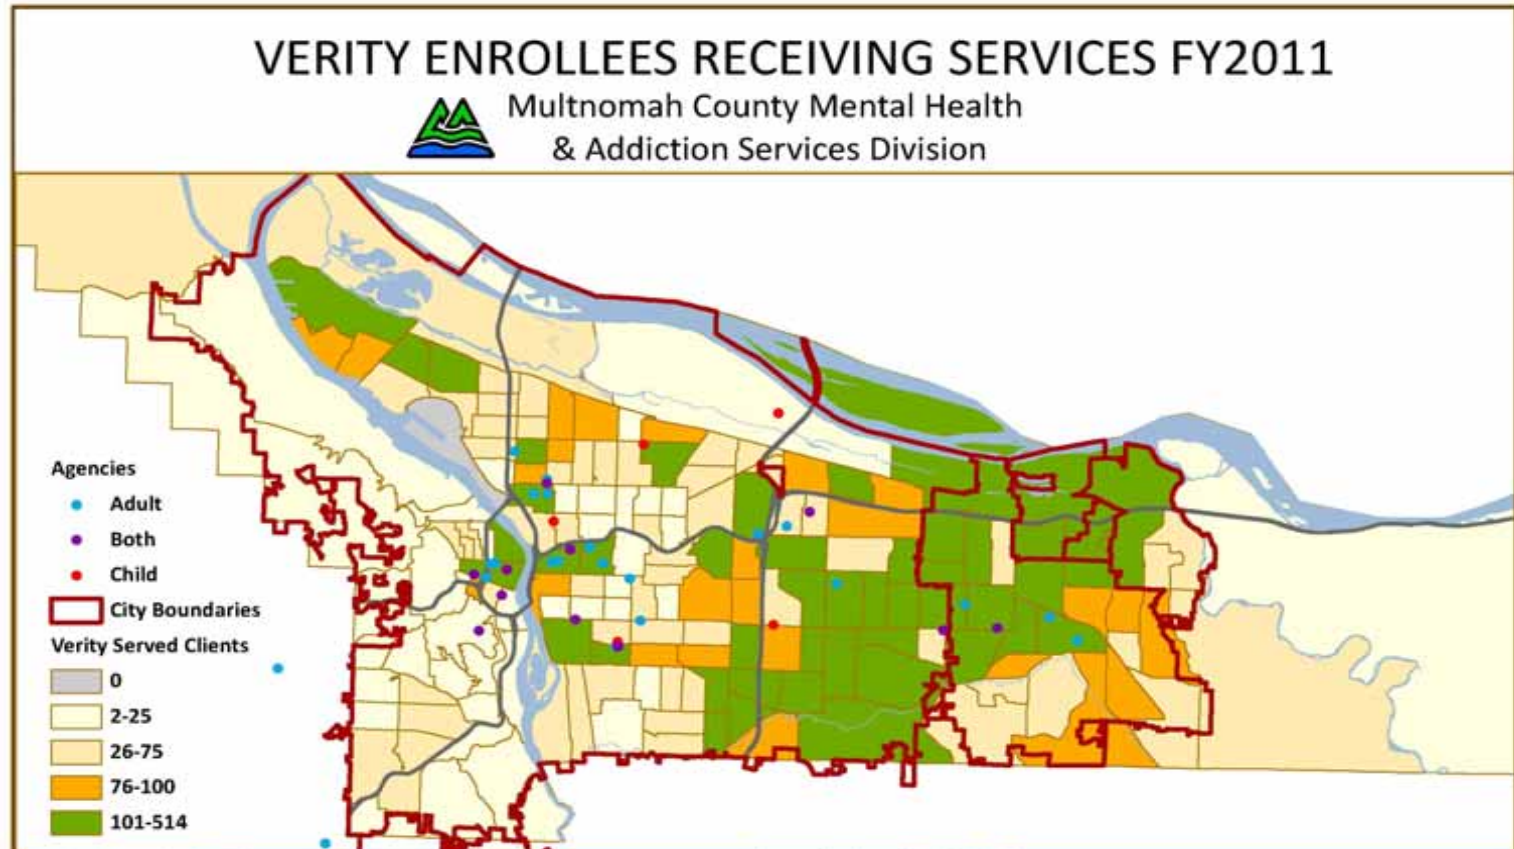 VERITY ENROLLEES RECEIVING SERVICES FY2011
Multnomah County Mental Health
& Addiction Services Division
Agencies
Adult
Both
Child
City Boundaries
Verity Served Clients
0
2-25
26-75
76-100
101-514